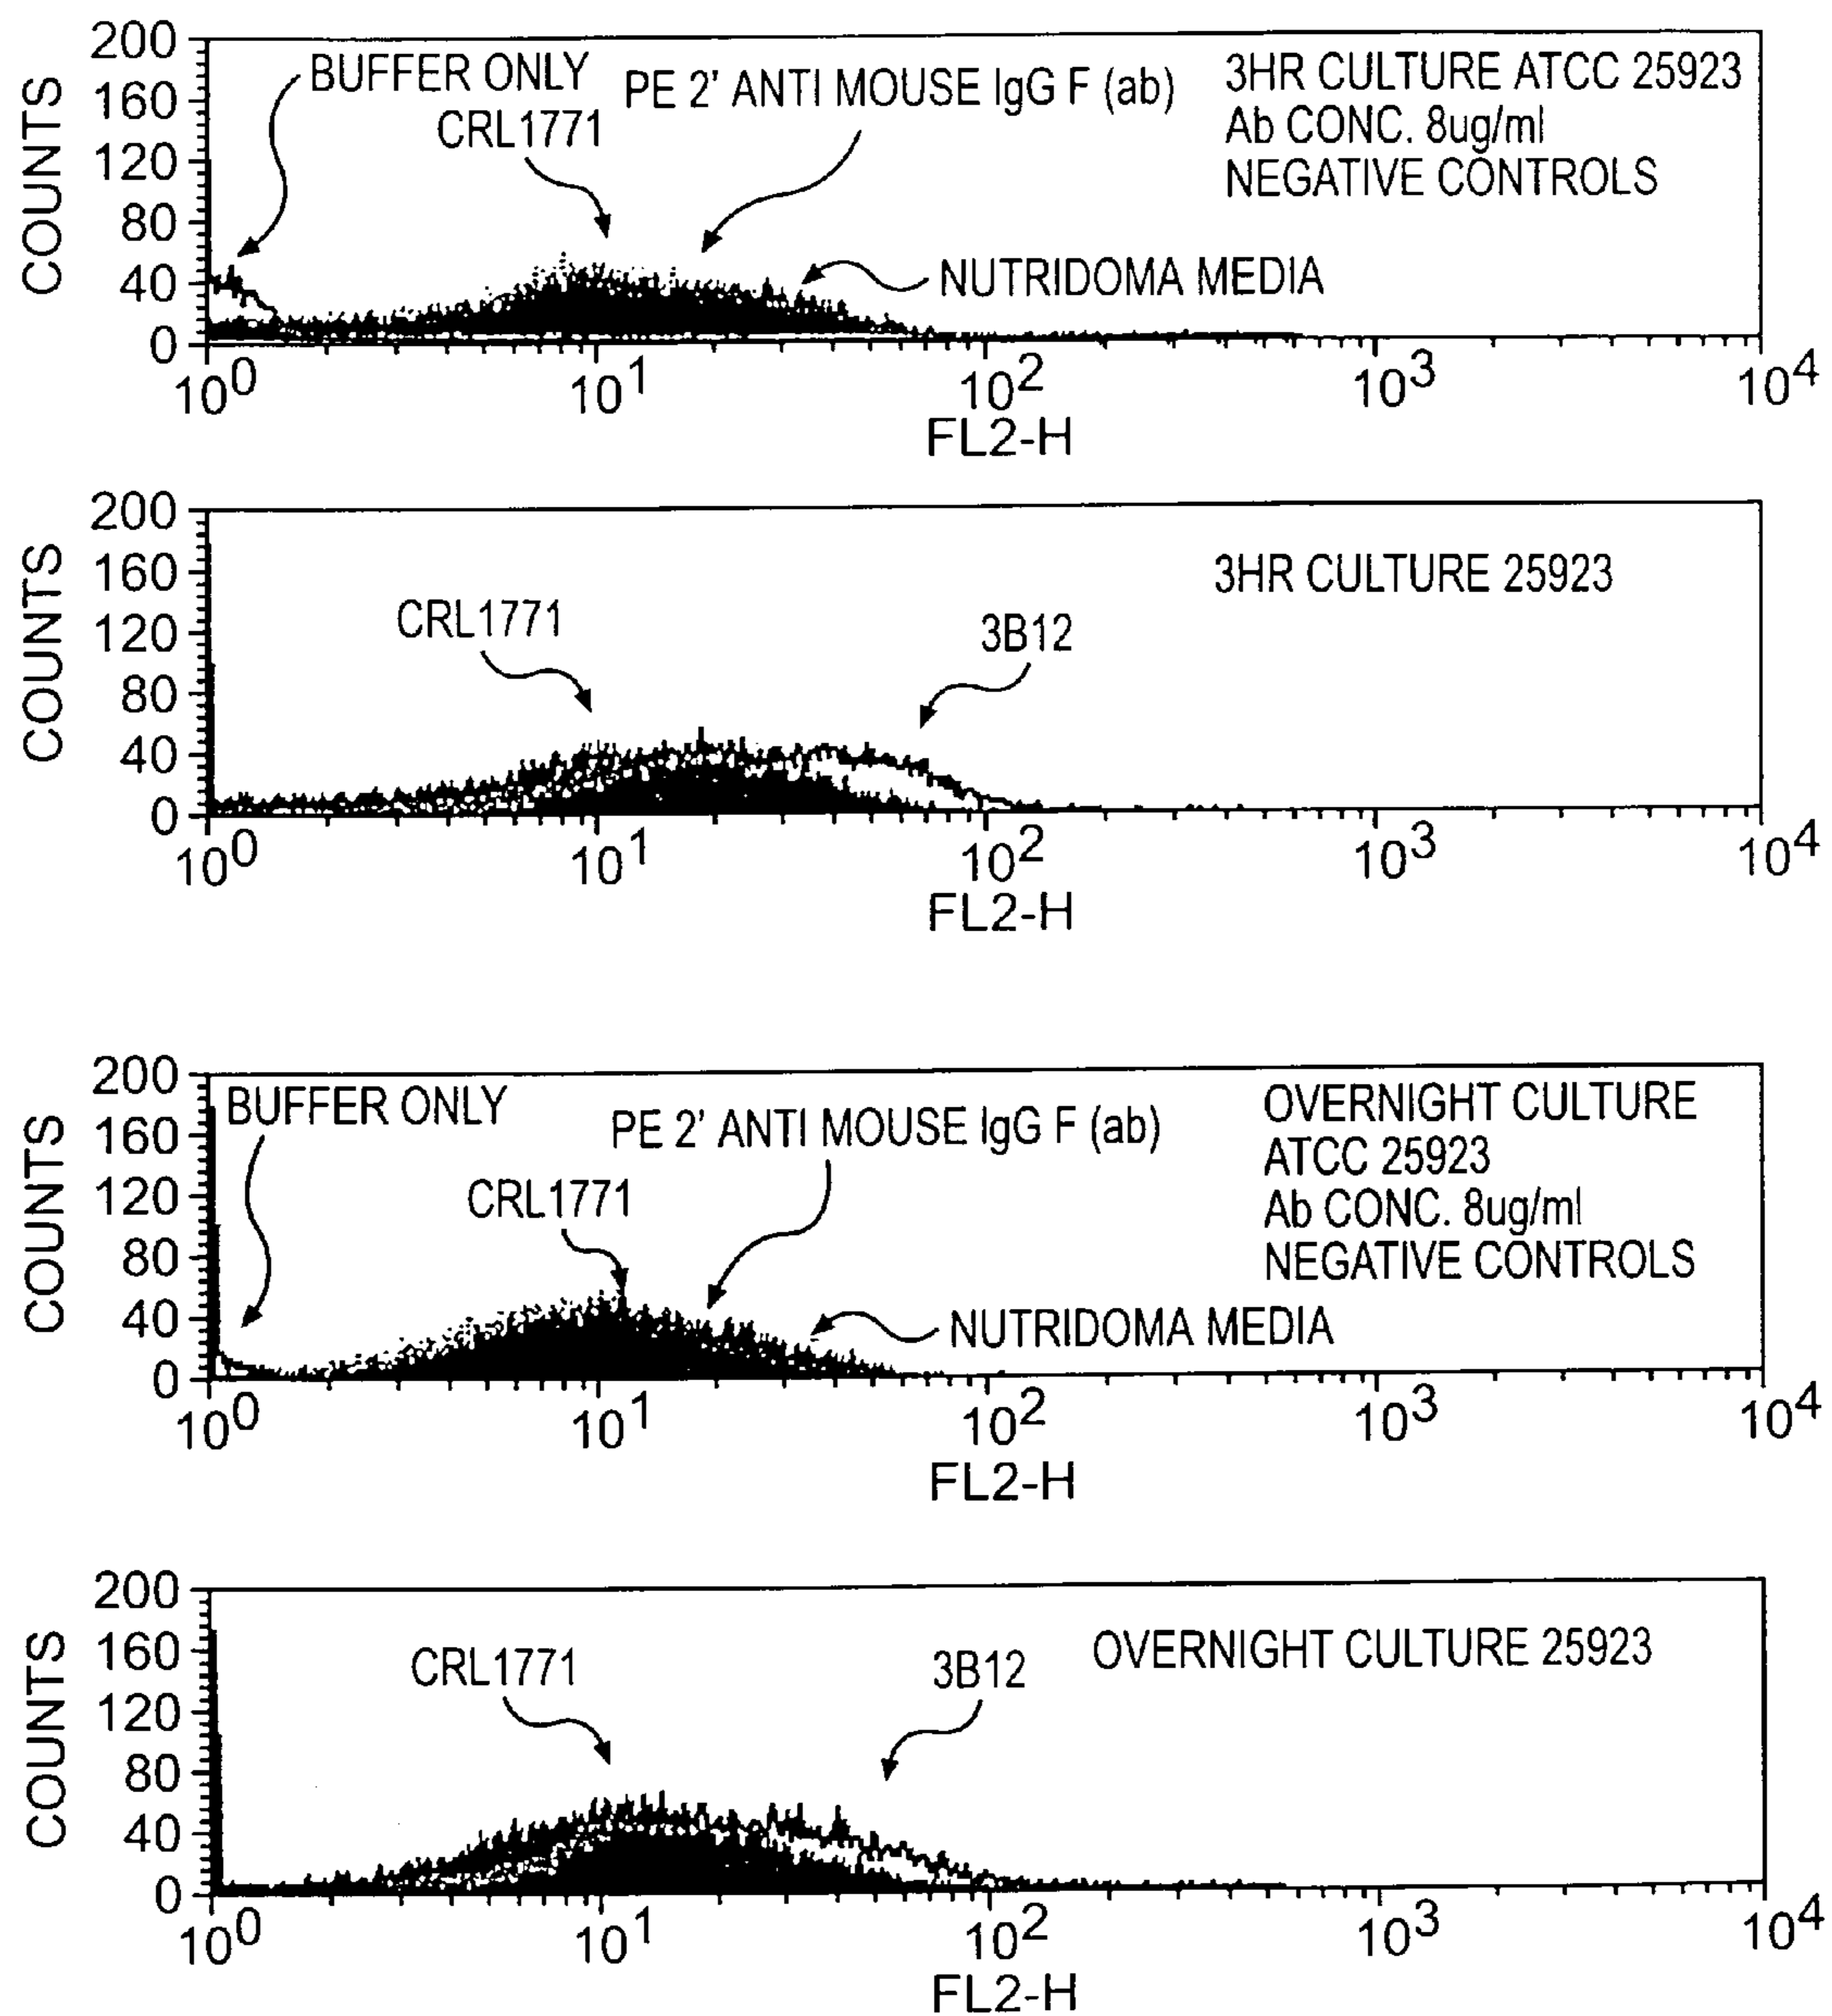 200
160
120
80
40
0
COUNTS
BUFFER ONLY
CRL1771
PE 2' ANTI MOUSE IgG F (ab)
NUTRIDOMA MEDIA
3HR CULTURE ATCC 25923
Ab CONC. 8ug/ml
NEGATIVE CONTROLS
10^0 10^1 10^2 10^3 10^4
FL2-H
200
160
120
80
40
0
COUNTS
CRL1771
3B12
3HR CULTURE 25923
10^0 10^1 10^2 10^3 10^4
FL2-H
200
160
120
80
40
0
COUNTS
BUFFER ONLY
CRL1771
PE 2' ANTI MOUSE IgG F (ab)
NUTRIDOMA MEDIA
OVERNIGHT CULTURE
ATCC 25923
Ab CONC. 8ug/ml
NEGATIVE CONTROLS
10^0 10^1 10^2 10^3 10^4
FL2-H
200
160
120
80
40
0
COUNTS
CRL1771
3B12
OVERNIGHT CULTURE 25923
10^0 10^1 10^2 10^3 10^4
FL2-H